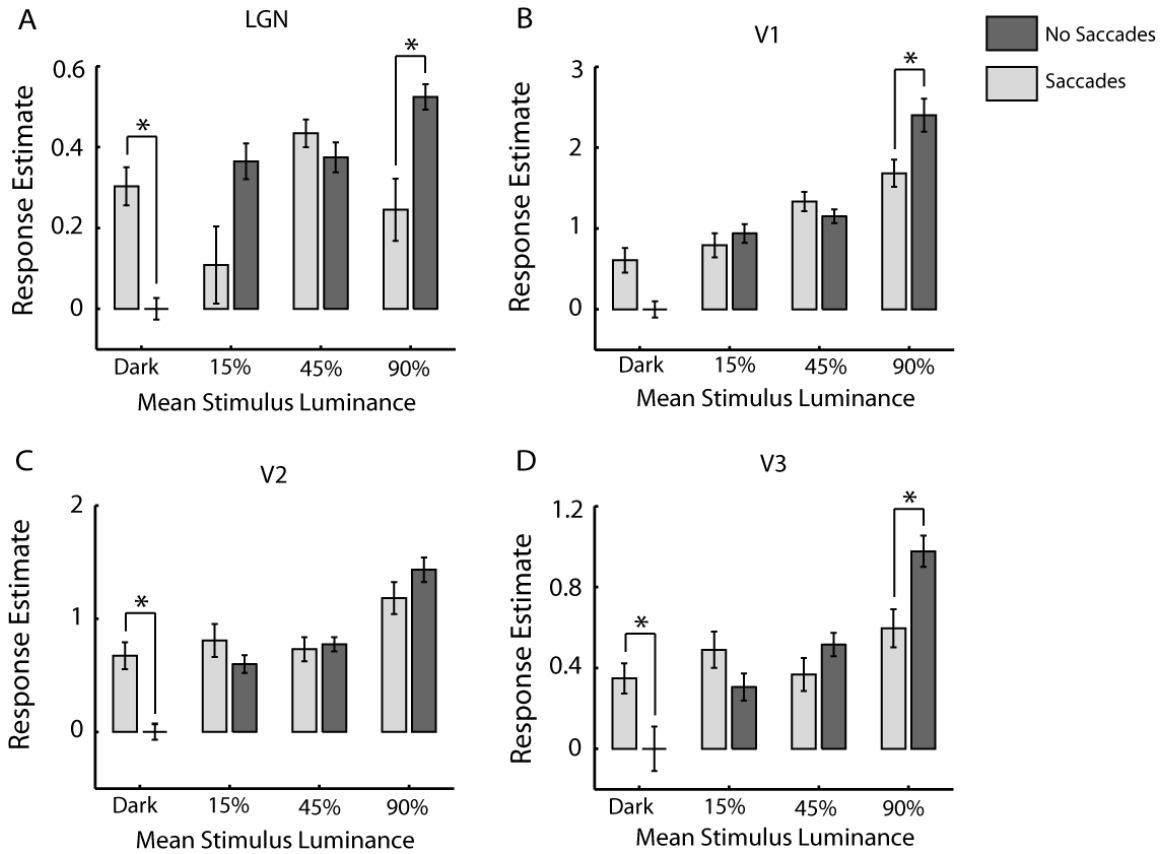 A
LGN
Response Estimate
0.6
0.4
0.2
0
*
*
Dark
15%
45%
90%
Mean Stimulus Luminance
B
V1
Response Estimate
3
2
1
0
*
Dark
15%
45%
90%
Mean Stimulus Luminance
No Saccades
Saccades
C
V2
Response Estimate
2
1
0
*
Dark
15%
45%
90%
Mean Stimulus Luminance
D
V3
Response Estimate
1.2
0.8
0.4
0
*
*
Dark
15%
45%
90%
Mean Stimulus Luminance